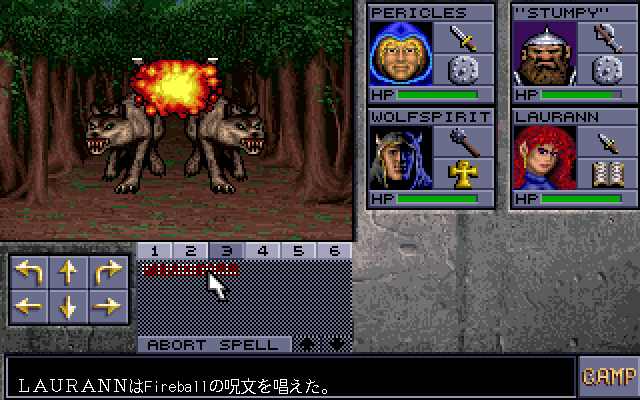 PERICLES
"STUMPY"
HP
HP
WOLFSPIRIT
LAURANN
HP
HP
1 2 3 4 5 6
ABORT SPELL
LAURANNはFireballの呪文を唱えた。
CAMP